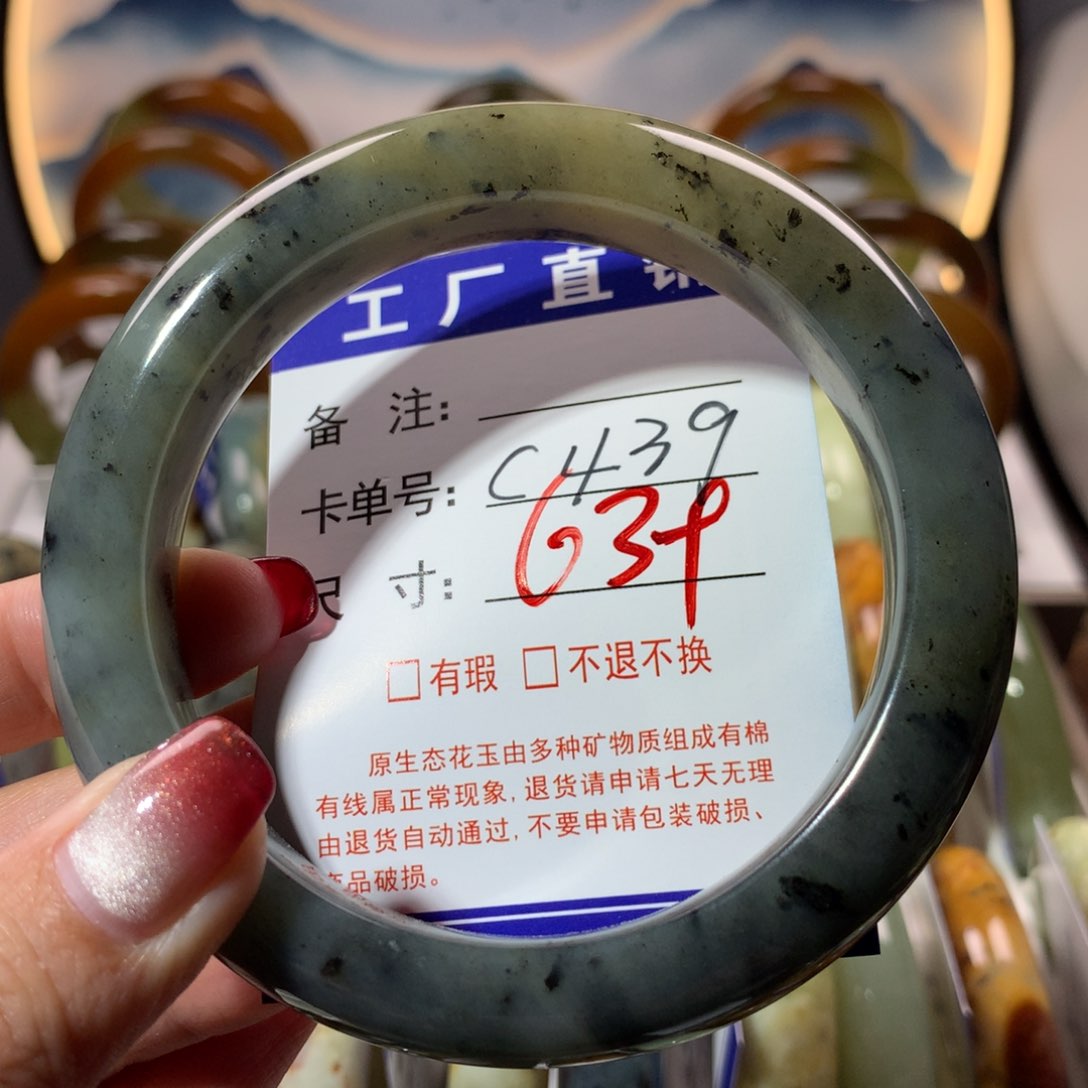 工厂直销
备 注:
卡单号: C439
尺 寸: 639
□有瑕 □不退不换
原生态花玉由多种矿物质组成有棉
有线属正常现象,退货请申请七天无理
由退货自动通过,不要申请包装破损、
产品破损。